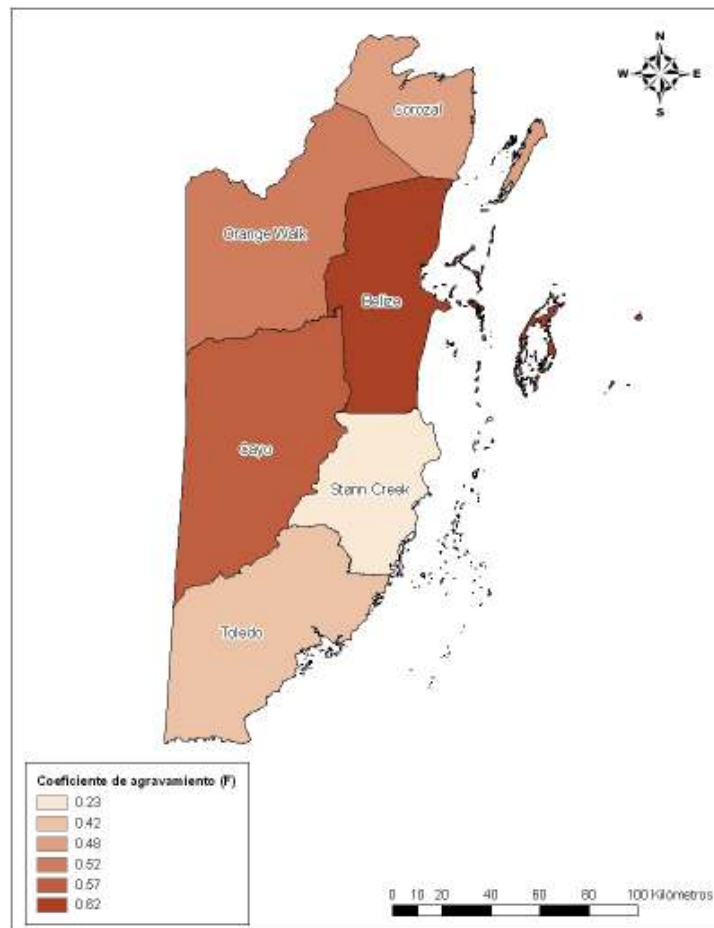 N
W E
S
Corozal
Orange Walk
Belize
Cayo
Stann Creek
Toledo
Coeficiente de agravamiento (F)
0.23
0.42
0.48
0.52
0.57
0.62
0 10 20 40 60 80 100 Kilómetros